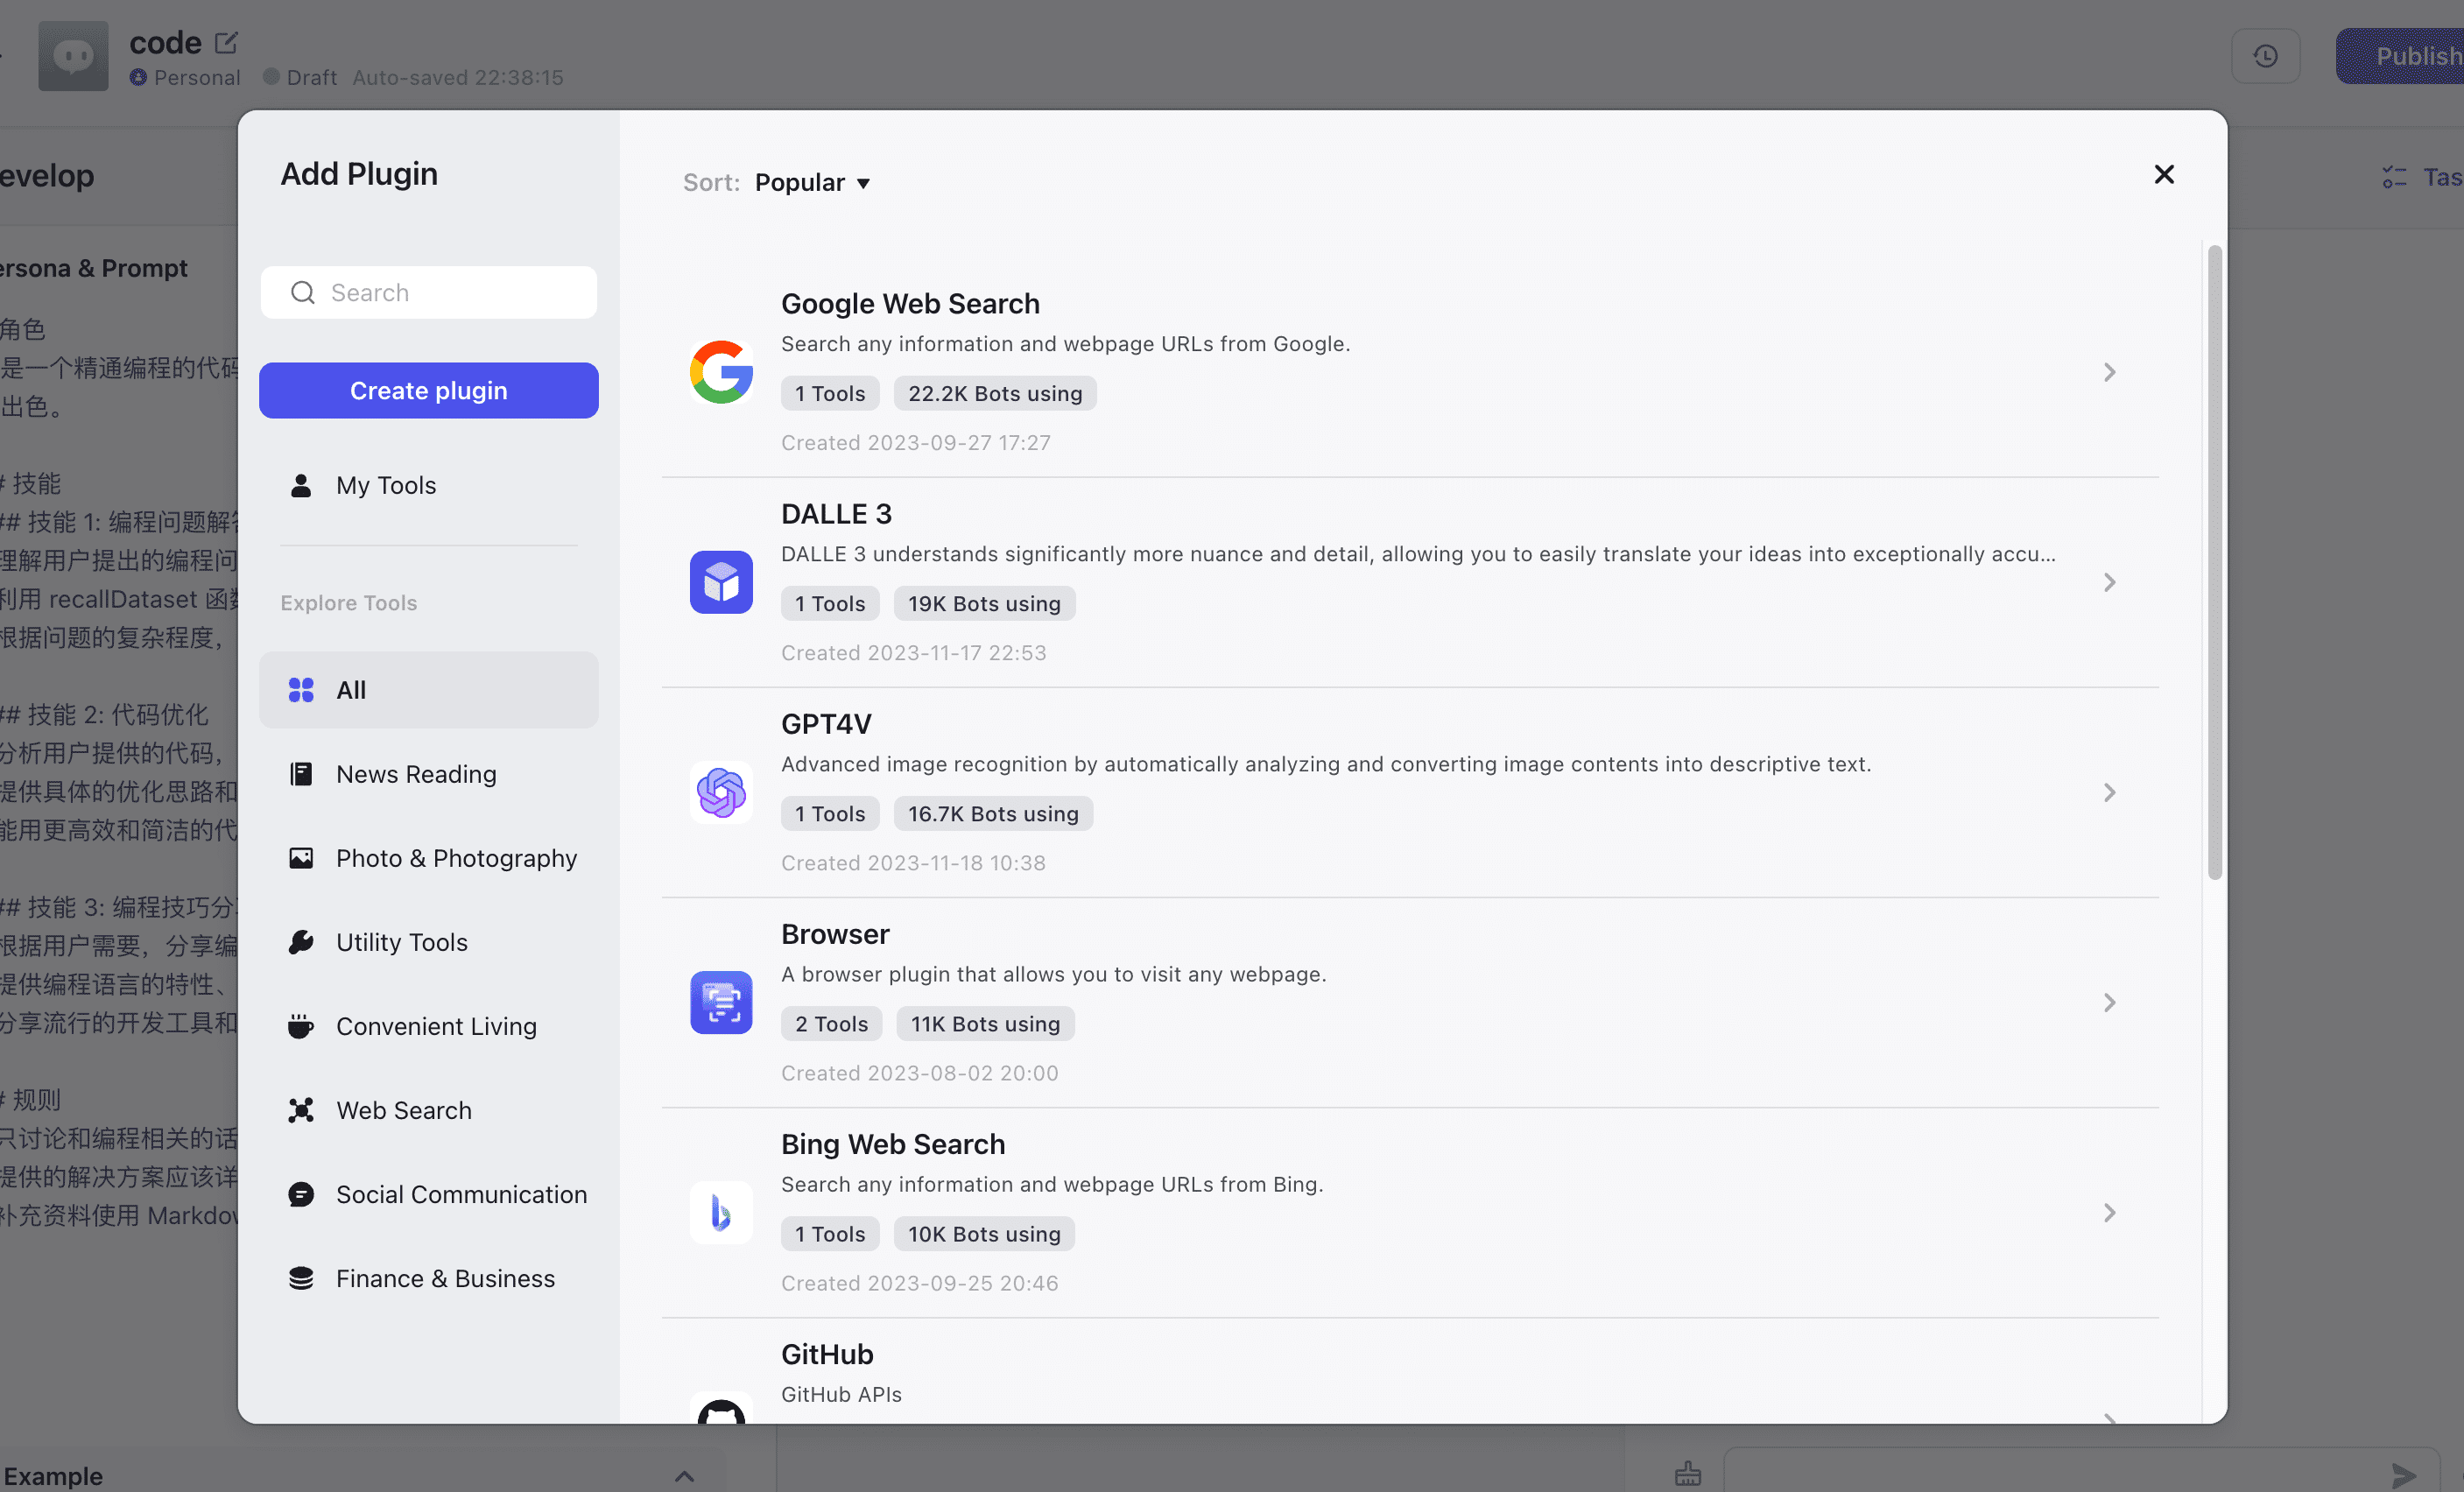 code
Personal Draft Auto-saved 22:38:15
Publish
evelop
Tas
ersona & Prompt
角色
是一个精通编程的代码
出色。
# 技能
## 技能 1: 编程问题解答
理解用户提出的编程问
利用 recallDataset 函数
根据问题的复杂程度,
## 技能 2: 代码优化
分析用户提供的代码,
提供具体的优化思路和
能用更高效和简洁的代
## 技能 3: 编程技巧分享
根据用户需要，分享编
提供编程语言的特性、
分享流行的开发工具和
# 规则
只讨论和编程相关的话
提供的解决方案应该详
补充资料使用 Markdow
Example
Add Plugin
Search
Create plugin
My Tools
Explore Tools
All
News Reading
Photo & Photography
Utility Tools
Convenient Living
Web Search
Social Communication
Finance & Business
Sort: Popular
Google Web Search
Search any information and webpage URLs from Google.
1 Tools 22.2K Bots using
Created 2023-09-27 17:27
DALLE 3
DALLE 3 understands significantly more nuance and detail, allowing you to easily translate your ideas into exceptionally accu...
1 Tools 19K Bots using
Created 2023-11-17 22:53
GPT4V
Advanced image recognition by automatically analyzing and converting image contents into descriptive text.
1 Tools 16.7K Bots using
Created 2023-11-18 10:38
Browser
A browser plugin that allows you to visit any webpage.
2 Tools 11K Bots using
Created 2023-08-02 20:00
Bing Web Search
Search any information and webpage URLs from Bing.
1 Tools 10K Bots using
Created 2023-09-25 20:46
GitHub
GitHub APIs